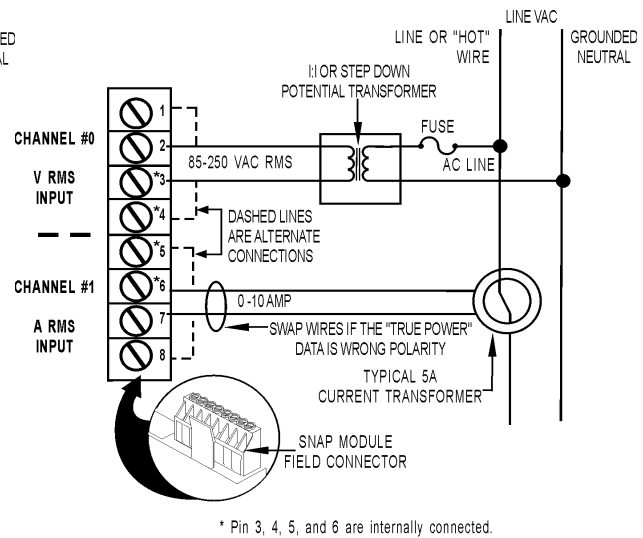 LINE VAC
ED
AL
LINE OR "HOT"
WIRE
GROUNDED
NEUTRAL
I:I OR STEP DOWN
POTENTIAL TRANSFORMER
FUSE
AC LINE
CHANNEL #0
V RMS
INPUT
1
2
*3
*4
*5
*6
7
8
85-250 VAC RMS
DASHED LINES
ARE ALTERNATE
CONNECTIONS
CHANNEL #1
A RMS
INPUT
0-10 AMP
SWAP WIRES IF THE "TRUE POWER"
DATA IS WRONG POLARITY
TYPICAL 5A
CURRENT TRANSFORMER
SNAP MODULE
FIELD CONNECTOR
* Pin 3, 4, 5, and 6 are internally connected.